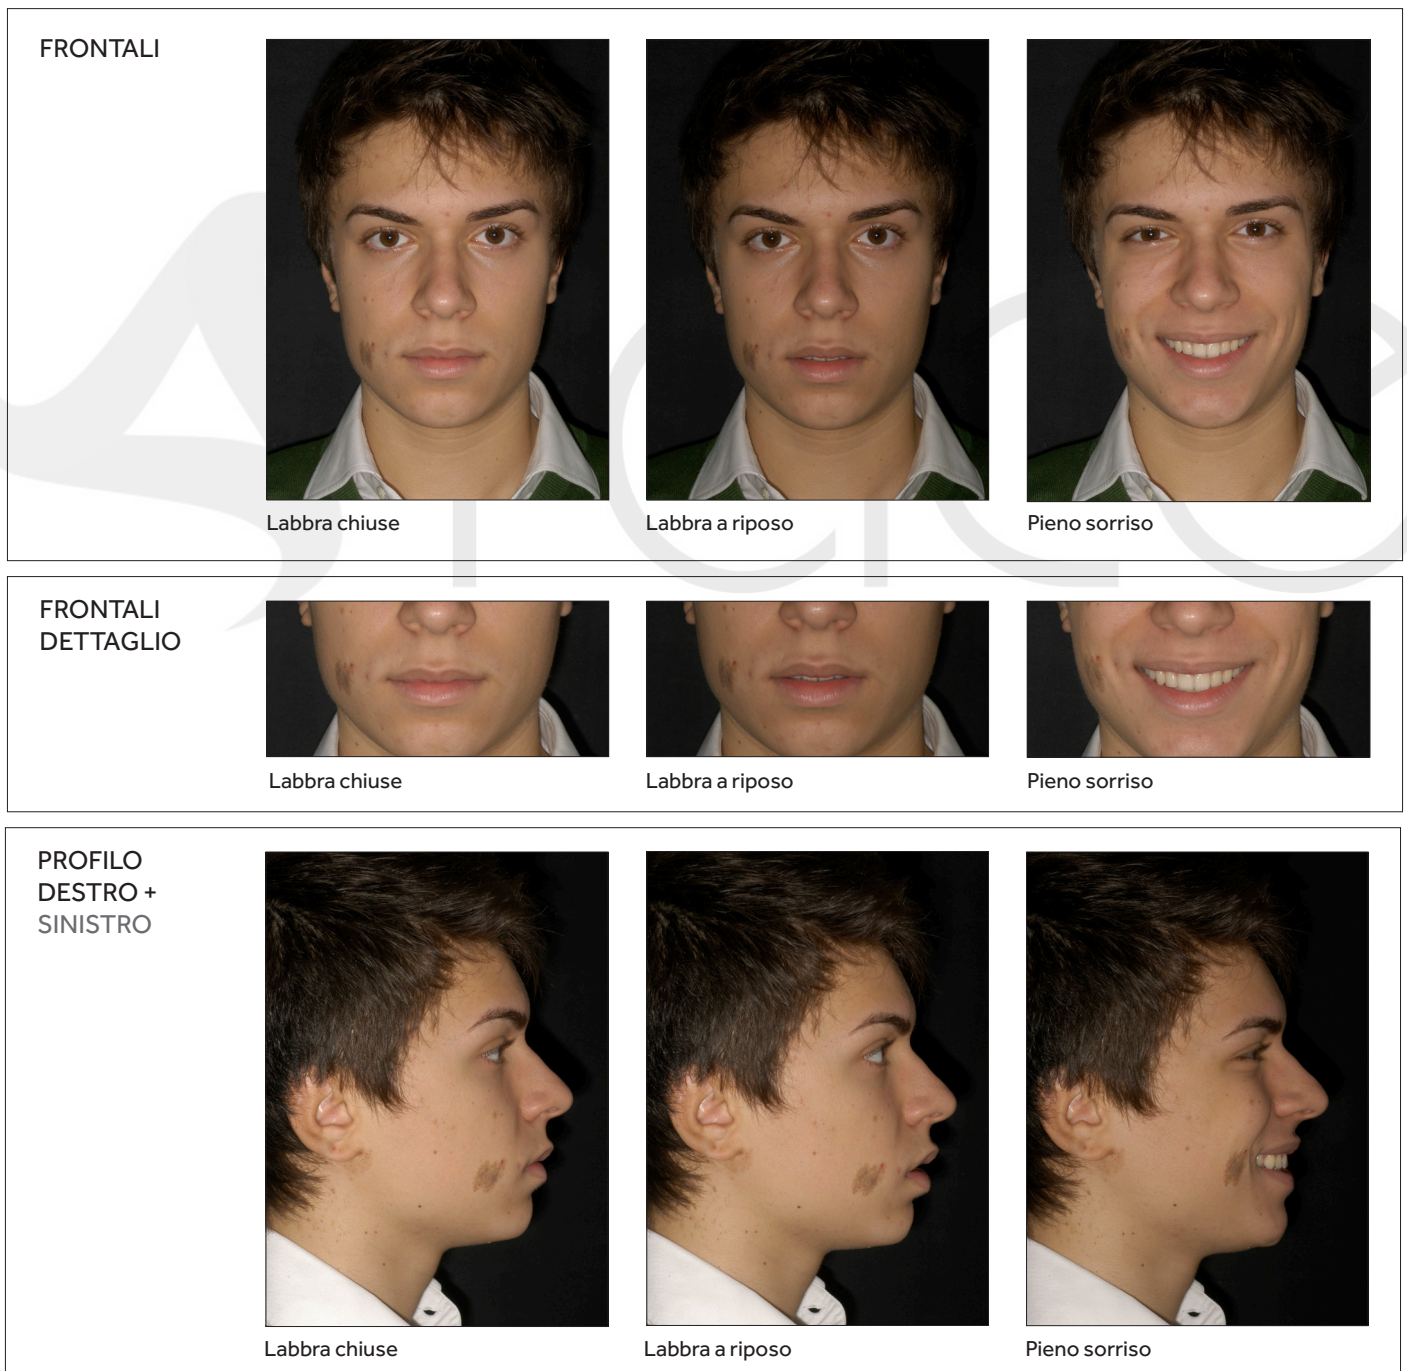 FRONTALI
Labbra chiuse
Labbra a riposo
Pieno sorriso
FRONTALI
DETTAGLIO
Labbra chiuse
Labbra a riposo
Pieno sorriso
PROFILO
DESTRO +
SINISTRO
Labbra chiuse
Labbra a riposo
Pieno sorriso